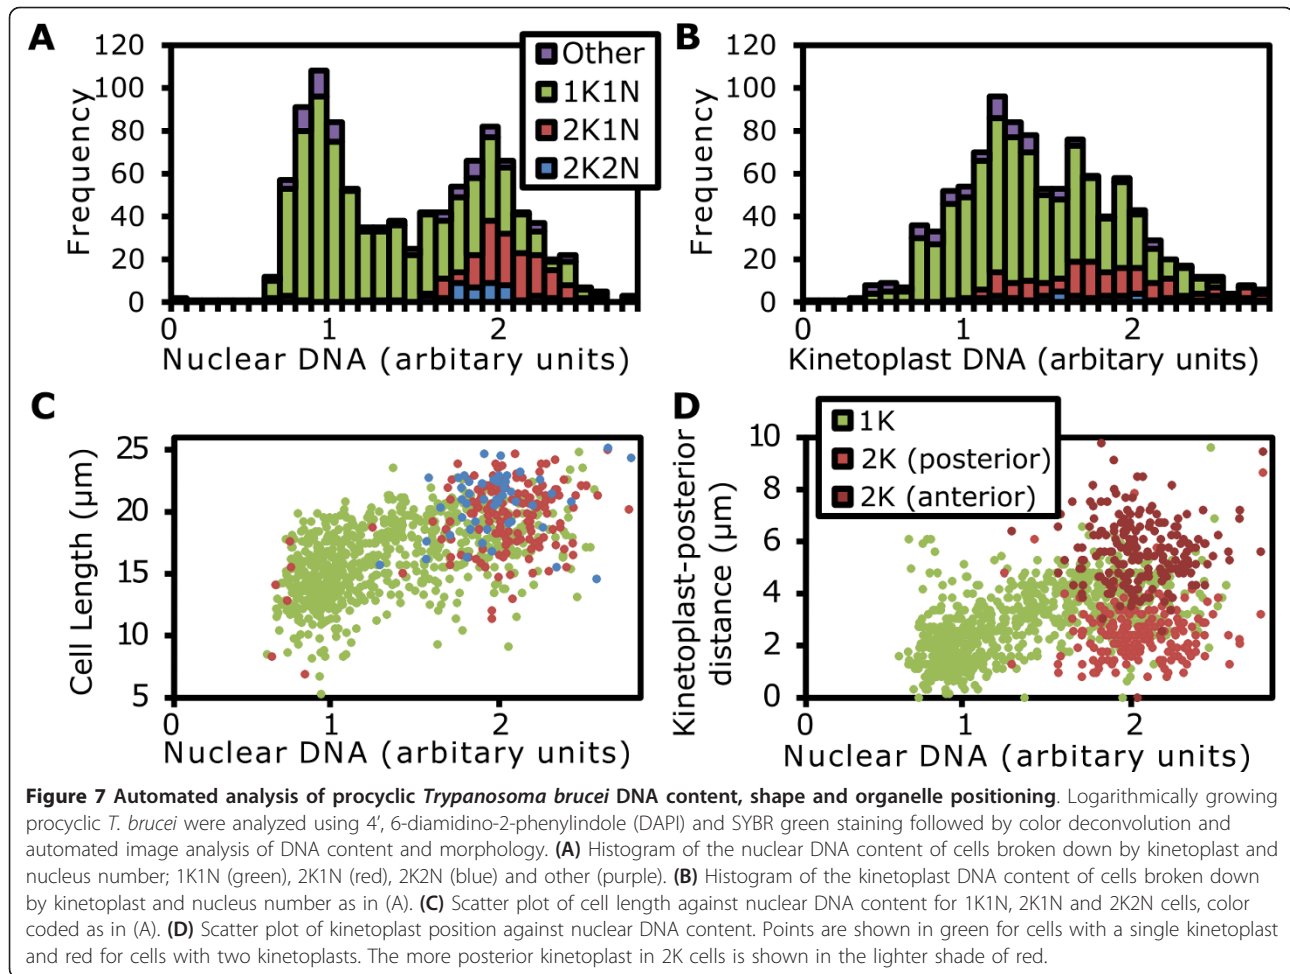 A
B
120
100
80
60
40
20
0
Frequency
Other
1K1N
2K1N
2K2N
0 1 2
Nuclear DNA (arbitary units)
120
100
80
60
40
20
0
Frequency
0 1 2
Kinetoplast DNA (arbitary units)
C
D
25
20
15
10
5
Cell Length (μm)
0 1 2
Nuclear DNA (arbitary units)
1K
2K (posterior)
2K (anterior)
10
8
6
4
2
0
Kinetoplast-posterior
distance (μm)
0 1 2
Nuclear DNA (arbitary units)
Figure 7 Automated analysis of procyclic Trypanosoma brucei DNA content, shape and organelle positioning. Logarithmically growing
procyclic T. brucei were analyzed using 4′, 6-diamidino-2-phenylindole (DAPI) and SYBR green staining followed by color deconvolution and
automated image analysis of DNA content and morphology. (A) Histogram of the nuclear DNA content of cells broken down by kinetoplast and
nucleus number; 1K1N (green), 2K1N (red), 2K2N (blue) and other (purple). (B) Histogram of the kinetoplast DNA content of cells broken down
by kinetoplast and nucleus number as in (A). (C) Scatter plot of cell length against nuclear DNA content for 1K1N, 2K1N and 2K2N cells, color
coded as in (A). (D) Scatter plot of kinetoplast position against nuclear DNA content. Points are shown in green for cells with a single kinetoplast
and red for cells with two kinetoplasts. The more posterior kinetoplast in 2K cells is shown in the lighter shade of red.